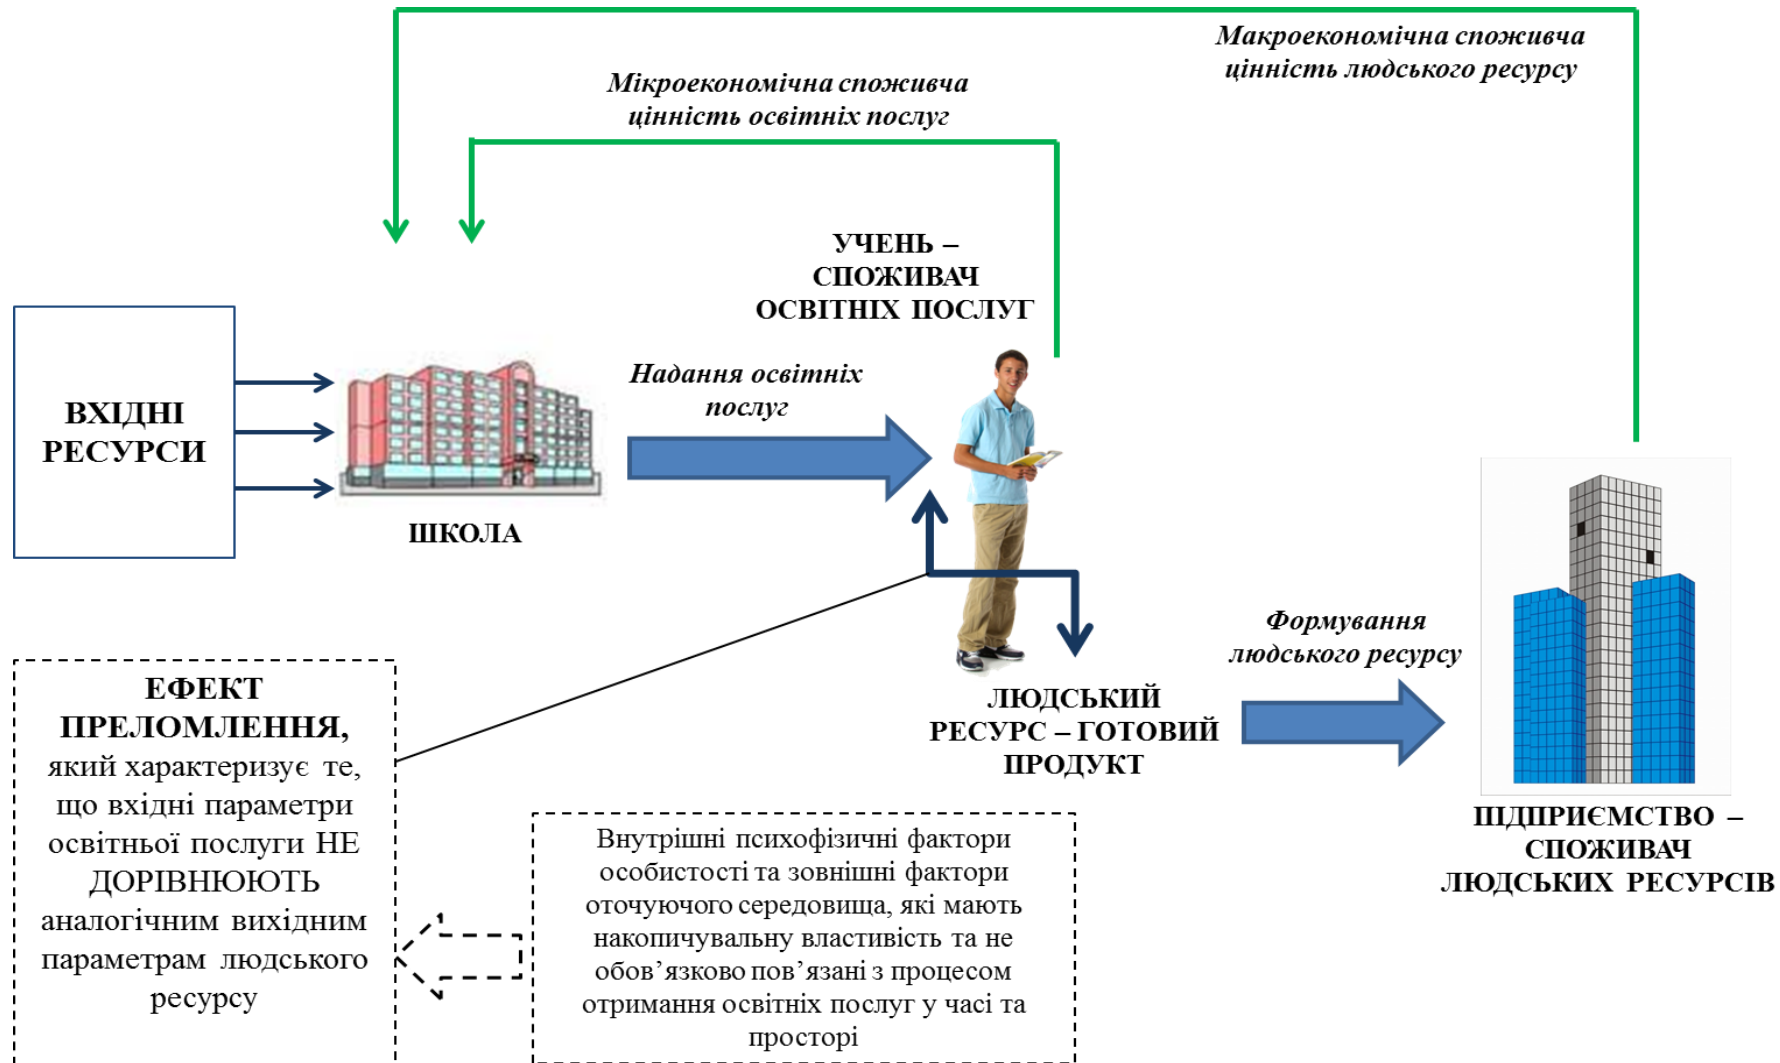 Макроекономічна споживча
цінність людського ресурсу
Мікроекономічна споживча
цінність освітніх послуг
УЧЕНЬ –
СПОЖИВАЧ
ОСВІТНІХ ПОСЛУГ
ВХІДНІ
РЕСУРСИ
Надання освітніх
послуг
ШКОЛА
Формування
людського ресурсу
ЛЮДСЬКИЙ
РЕСУРС – ГОТОВИЙ
ПРОДУКТ
ПІДПРИЄМСТВО –
СПОЖИВАЧ
ЛЮДСЬКИХ РЕСУРСІВ
ЕФЕКТ
ПРЕЛОМЛЕННЯ,
який характеризує те,
що вхідні параметри
освітньої послуги НЕ
ДОРІВНЮЮТЬ
аналогічним вихідним
параметрам людського
ресурсу
Внутрішні психофізичні фактори
особистості та зовнішні фактори
оточуючого середовища, які мають
накопичувальну властивість та не
обов’язково пов’язані з процесом
отримання освітніх послуг у часі та
просторі